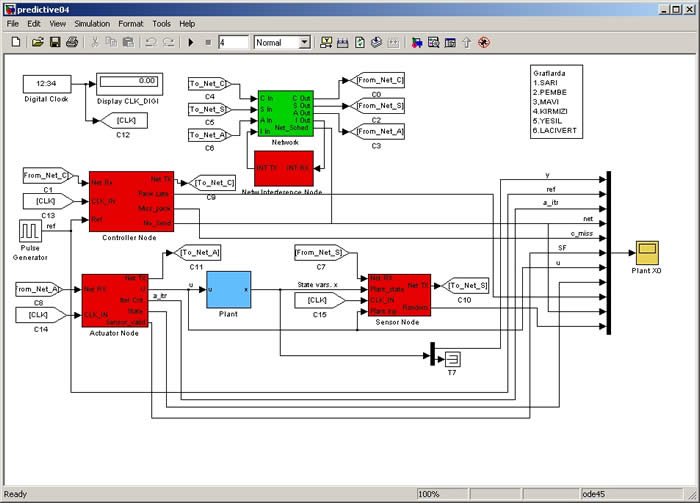 predictive04
File Edit View Simulation Format Tools Help
4
Normal
12:34
Digital Clock
0.00
Display CLK_DIGI
[CLK]
C12
[To_Net_C]
C4
[To_Net_S]
C5
[To_Net_A]
C6
C In
S In
A In
I In
C Out
S Out
A Out
I Out
Net_Sched
Network
[From_Net_C]
C0
[From_Net_S]
C2
[From_Net_A]
C3
INT TX
INT RX
Netw Interference Node
Graflarda
1.SARI
2.PEMBE
3.MAVI
4.KIRMIZI
5.YESIL
6.LACIVERT
From_Net_C]
C1
[CLK]
C13
ref
Pulse
Generator
Net Rx
CLK_IN
Ref
Net TX
Pack Late
Miss_pack
No_Send
Controller Node
[To_Net_C]
C9
From_Net_A]
C8
[CLK]
C14
Net RX
CLK_IN
Net TX
U
Iter Cnt
State
Sensor_valid
Actuator Node
[To_Net_A]
C11
u
a_itr
u
x
Plant
[From_Net_S]
C7
State vars. x
[CLK]
C15
Net RX
Plant_state
CLK_IN
Plant inp
Net TX
Random
Sensor Node
[To_Net_S]
C10
T7
y
ref
a_itr
net
c_miss
SF
u
Plant X0
Ready
100%
ode45